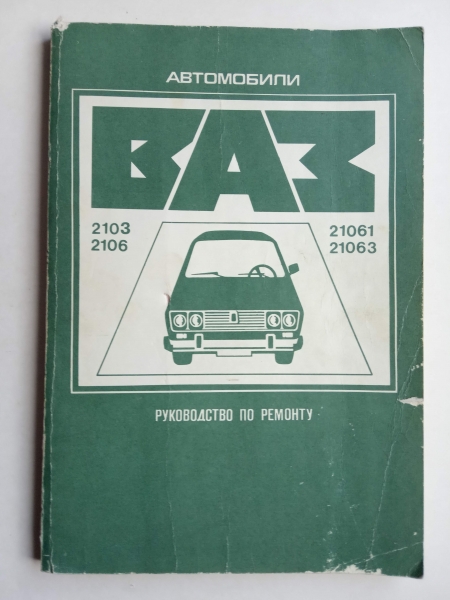 АВТОМОБИЛИ
ВАЗ
2103
2106
21061
21063
РУКОВОДСТВО ПО РЕМОНТУ